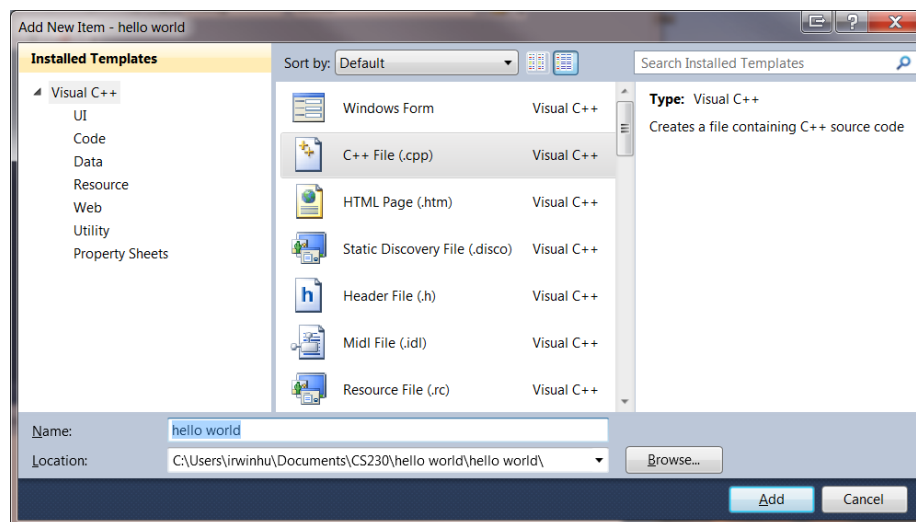 Add New Item - hello world
Installed Templates
Visual C++
UI
Code
Data
Resource
Web
Utility
Property Sheets
Sort by: Default
Windows Form Visual C++
C++ File (.cpp) Visual C++
HTML Page (.htm) Visual C++
Static Discovery File (.disco) Visual C++
Header File (.h) Visual C++
Midl File (.idl) Visual C++
Resource File (.rc) Visual C++
Search Installed Templates
Type: Visual C++
Creates a file containing C++ source code
Name: hello world
Location: C:\Users\irwinhu\Documents\CS230\hello world\hello world\
Browse...
Add Cancel